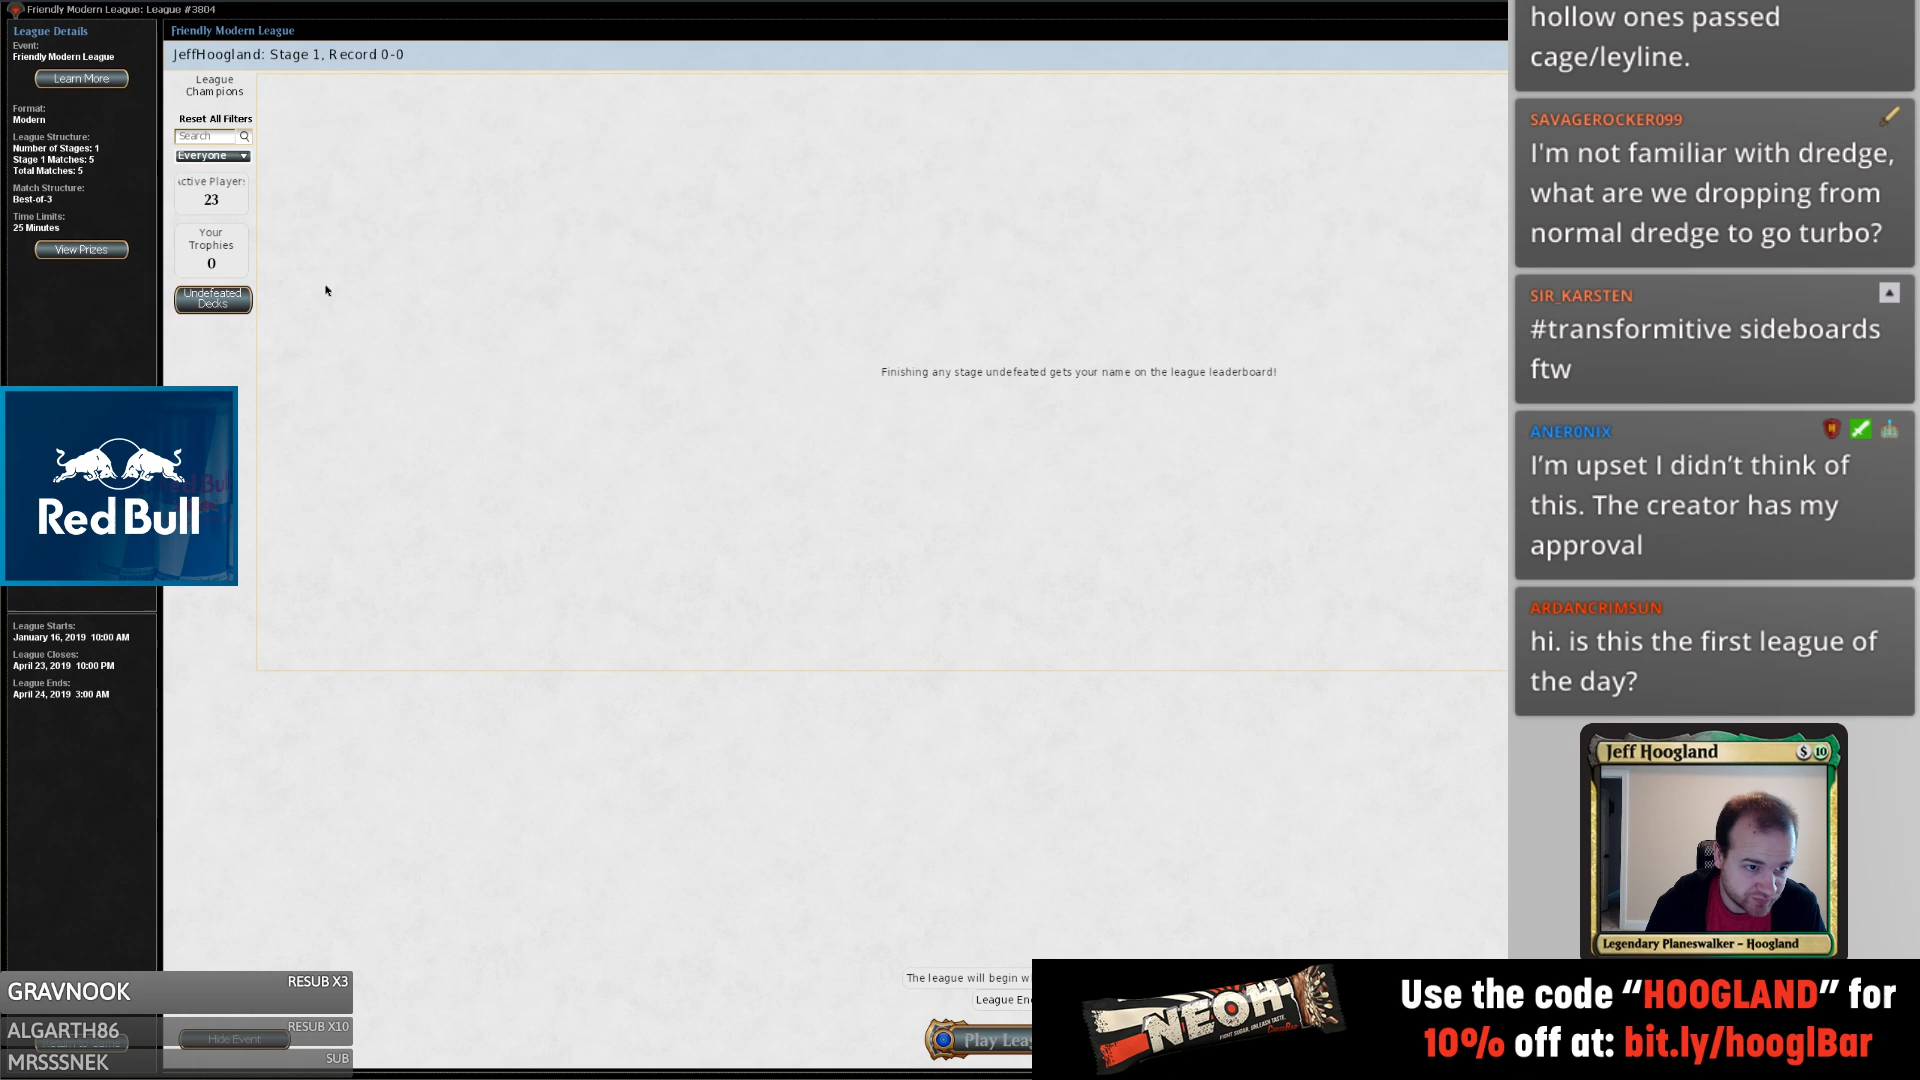 Friendly Modern League: League #3804
League Details
Event:
Friendly Modern League
Learn More
Format:
Modern
League Structure:
Number of Stages: 1
Stage 1 Matches: 5
Total Matches: 5
Match Structure:
Best-of-3
Time Limits:
25 Minutes
View Prizes
League Starts:
January 16, 2019 10:00 AM
League Closes:
April 23, 2019 10:00 PM
League Ends:
April 24, 2019 3:00 AM
Friendly Modern League
JeffHoogland: Stage 1, Record 0-0
League
Champions
Reset All Filters
Search
Everyone
Active Players
23
Your
Trophies
0
Undefeated
Decks
Finishing any stage undefeated gets your name on the league leaderboard!
Red Bull
The league will begin w
League En
Play Leag
Hide Event
GRAVNOOK
RESUB X3
ALGARTH86
RESUB X10
MRSSSNEK
SUB
hollow ones passed
cage/leyline.
SAVAGEROCKER099
I'm not familiar with dredge,
what are we dropping from
normal dredge to go turbo?
SIR_KARSTEN
#transformitive sideboards
ftw
ANER0NIX
I’m upset I didn’t think of
this. The creator has my
approval
ARDANCRIMSUN
hi. is this the first league of
the day?
Jeff Hoogland
$ 10
Legendary Planeswalker – Hoogland
NEOH
Use the code “HOOGLAND” for
10% off at: bit.ly/hooglBar